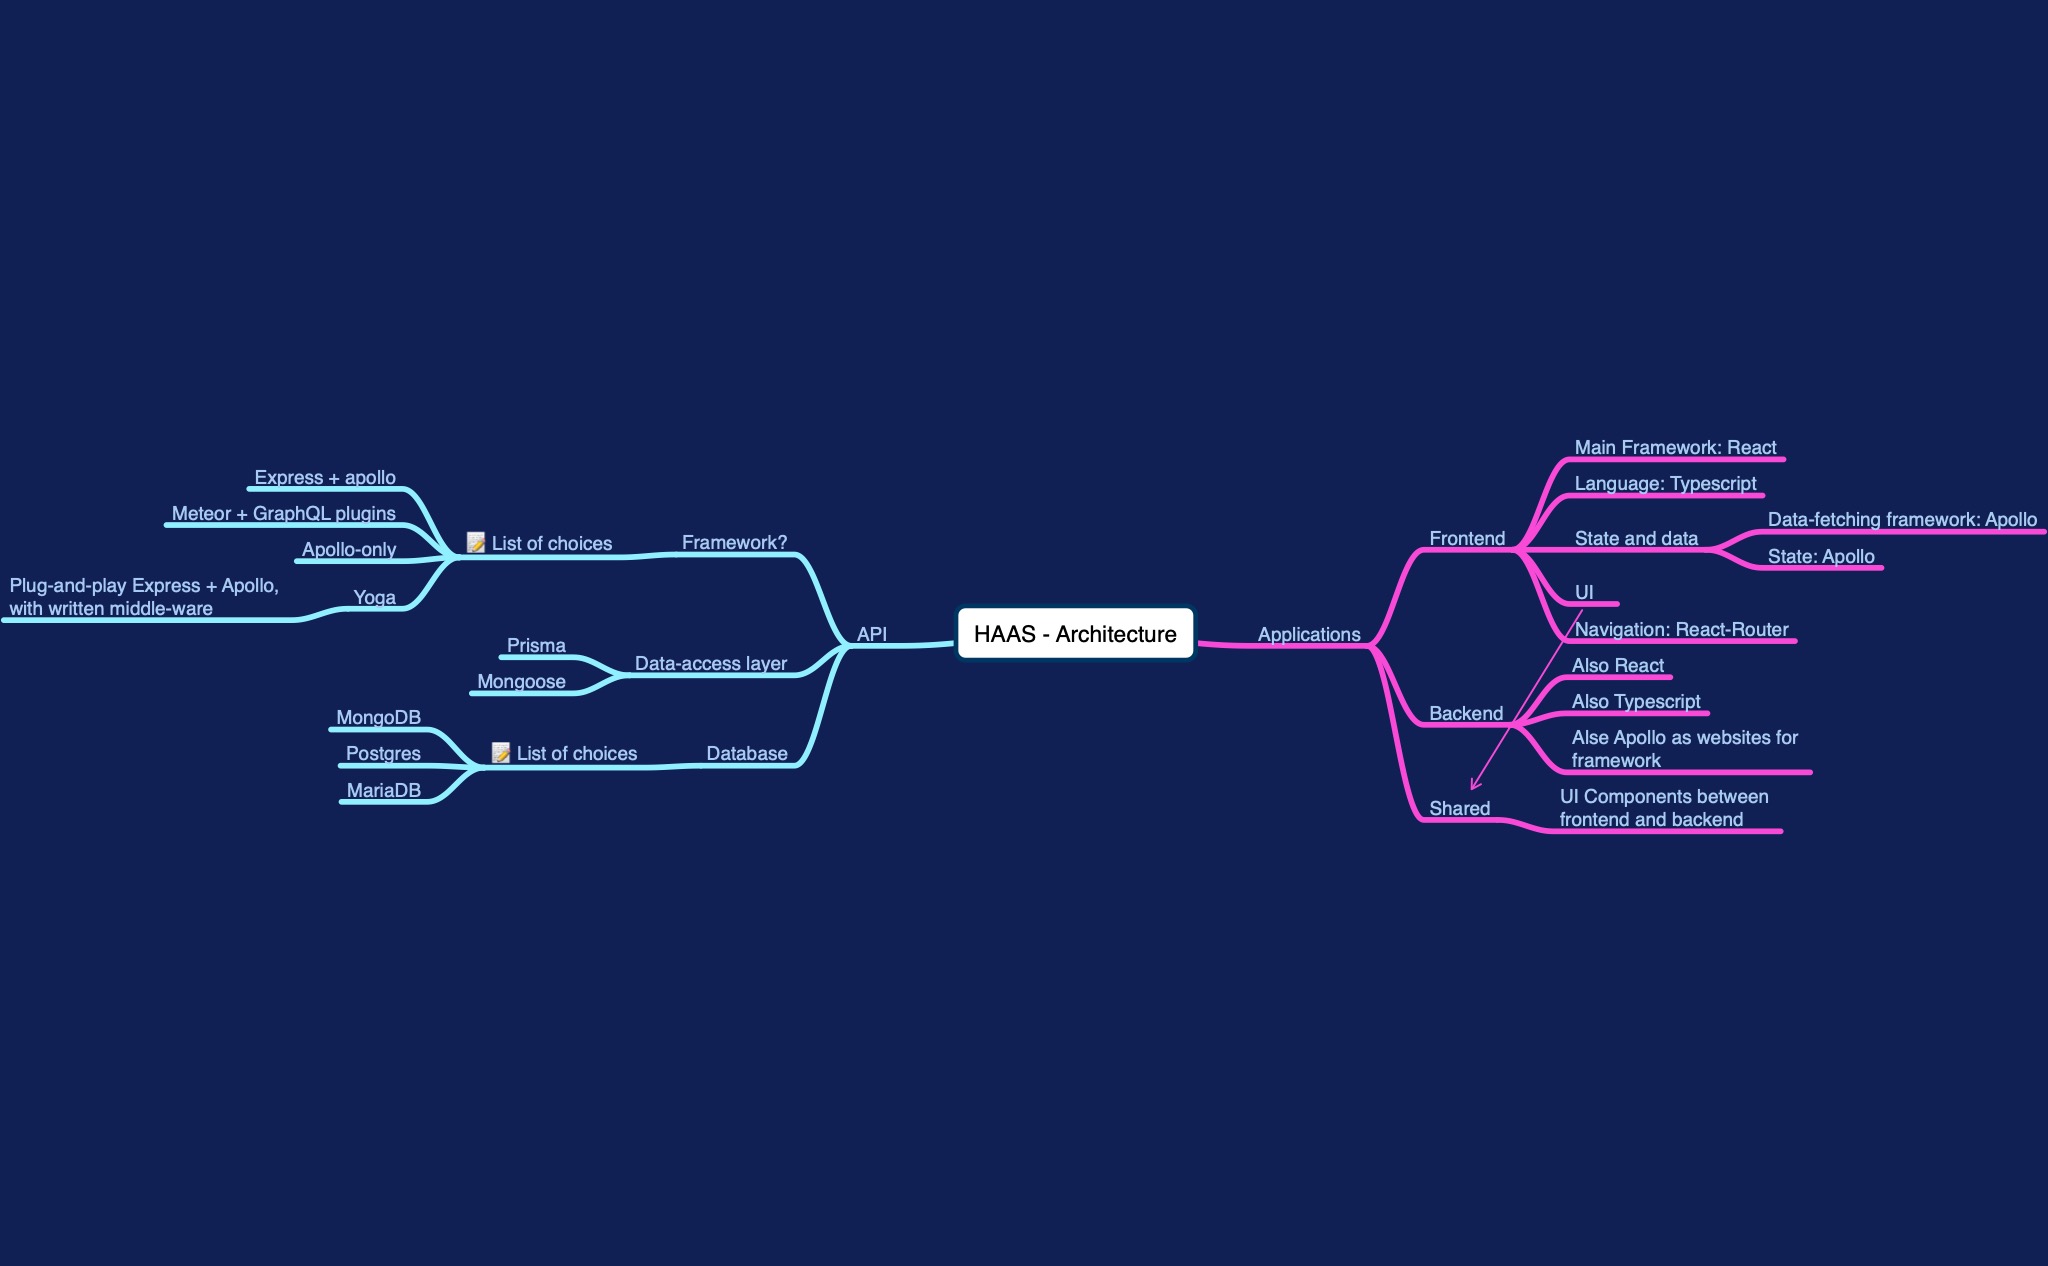 HAAS - Architecture
API
Framework?
📝 List of choices
Express + apollo
Meteor + GraphQL plugins
Apollo-only
Yoga
Plug-and-play Express + Apollo,
with written middle-ware
Data-access layer
Prisma
Mongoose
Database
📝 List of choices
MongoDB
Postgres
MariaDB
Applications
Frontend
Main Framework: React
Language: Typescript
State and data
Data-fetching framework: Apollo
State: Apollo
UI
Navigation: React-Router
Backend
Also React
Also Typescript
Alse Apollo as websites for
framework
Shared
UI Components between
frontend and backend